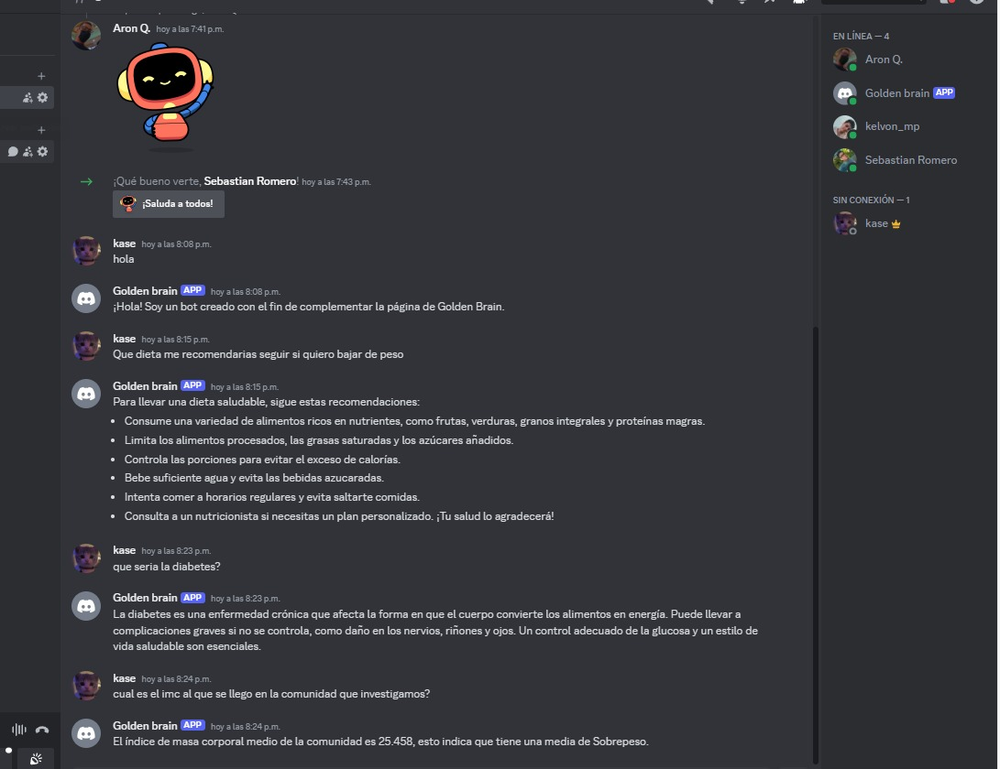 Aron Q. hoy a las 7:41 p.m.
¡Qué bueno verte, Sebastian Romero! hoy a las 7:43 p.m.
¡Saluda a todos!
kase hoy a las 8:08 p.m.
hola
Golden brain APP hoy a las 8:08 p.m.
¡Hola! Soy un bot creado con el fin de complementar la página de Golden Brain.
kase hoy a las 8:15 p.m.
Que dieta me recomendarias seguir si quiero bajar de peso
Golden brain APP hoy a las 8:15 p.m.
Para llevar una dieta saludable, sigue estas recomendaciones:
• Consume una variedad de alimentos ricos en nutrientes, como frutas, verduras, granos integrales y proteínas magras.
• Limita los alimentos procesados, las grasas saturadas y los azúcares añadidos.
• Controla las porciones para evitar el exceso de calorías.
• Bebe suficiente agua y evita las bebidas azucaradas.
• Intenta comer a horarios regulares y evita saltarte comidas.
• Consulta a un nutricionista si necesitas un plan personalizado. ¡Tu salud lo agradecerá!
kase hoy a las 8:23 p.m.
que seria la diabetes?
Golden brain APP hoy a las 8:23 p.m.
La diabetes es una enfermedad crónica que afecta la forma en que el cuerpo convierte los alimentos en energía. Puede llevar a
complicaciones graves si no se controla, como daño en los nervios, riñones y ojos. Un control adecuado de la glucosa y un estilo de
vida saludable son esenciales.
kase hoy a las 8:24 p.m.
cual es el imc al que se llego en la comunidad que investigamos?
Golden brain APP hoy a las 8:24 p.m.
El índice de masa corporal medio de la comunidad es 25.458, esto indica que tiene una media de Sobrepeso.
EN LÍNEA — 4
Aron Q.
Golden brain APP
kelvon_mp
Sebastian Romero
SIN CONEXIÓN — 1
kase